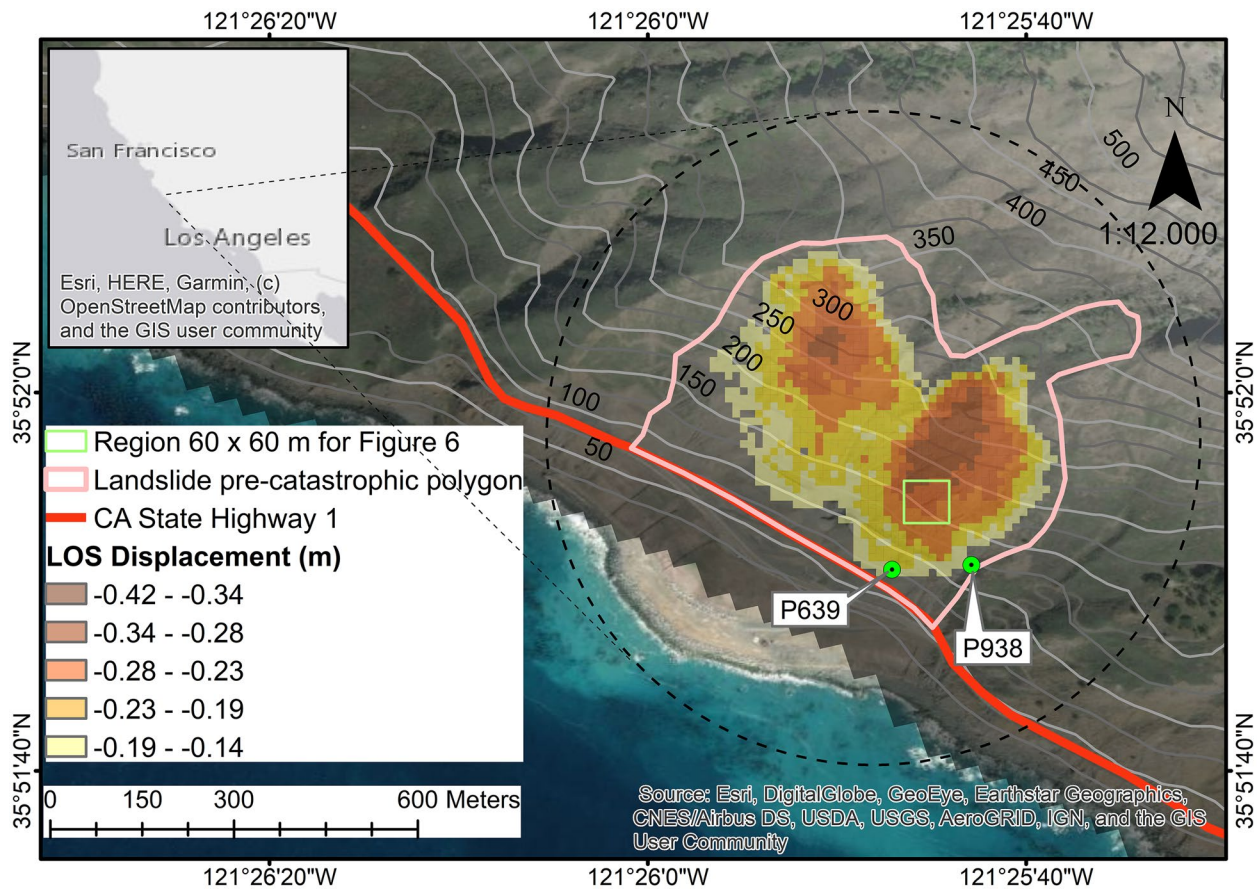 121°26'20"W
121°26'0"W
121°25'40"W
San Francisco
Los Angeles
Esri, HERE, Garmin, (c)
OpenStreetMap contributors,
and the GIS user community
N
1:12.000
500
450
400
350
300
250
200
150
100
50
35°52'0"N
35°52'0"N
Region 60 x 60 m for Figure 6
Landslide pre-catastrophic polygon
CA State Highway 1
LOS Displacement (m)
-0.42 - -0.34
-0.34 - -0.28
-0.28 - -0.23
-0.23 - -0.19
-0.19 - -0.14
P639
P938
35°51'40"N
35°51'40"N
0 150 300 600 Meters
Source: Esri, DigitalGlobe, GeoEye, Earthstar Geographics,
CNES/Airbus DS, USDA, USGS, AeroGRID, IGN, and the GIS
User Community
121°26'20"W
121°26'0"W
121°25'40"W